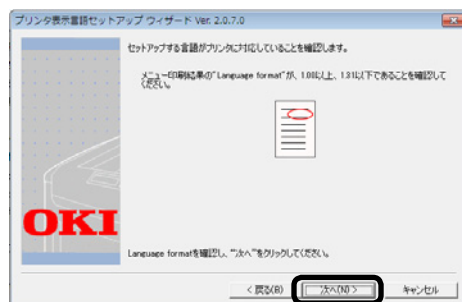 プリンタ表示言語セットアップ ウィザード Ver. 2.0.7.0
セットアップする言語がプリンタに対応していることを確認します。
メニュー印刷結果の"Language format"が、1.00以上、1.31以下であることを確認して
ください。
OKI
Language formatを確認し、"次へ"をクリックしてください。
< 戻る(B)
次へ(N) >
キャンセル